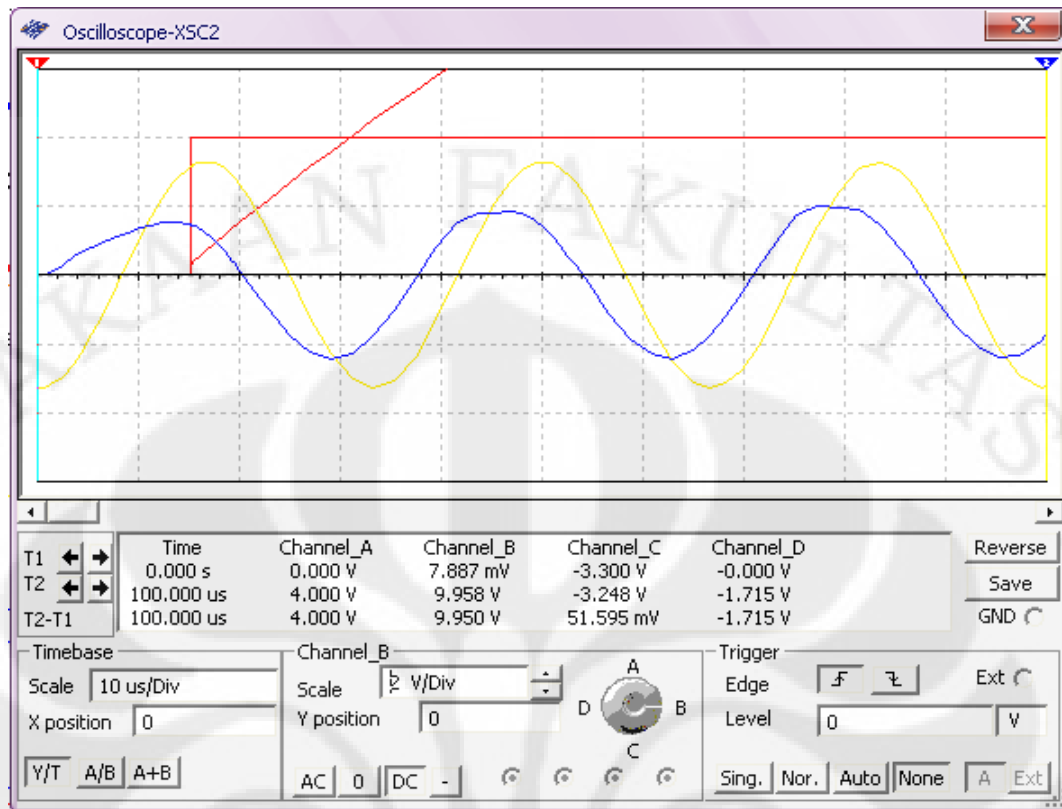 Oscilloscope-XSC2
1 2
AKAAN FAKULTAS
Time Channel_A Channel_B Channel_C Channel_D
T1 0.000 s 0.000 V 7.887 mV -3.300 V -0.000 V
T2 100.000 us 4.000 V 9.958 V -3.248 V -1.715 V
T2-T1 100.000 us 4.000 V 9.950 V 51.595 mV -1.715 V
Reverse
Save
GND
Timebase
Scale 10 us/Div
X position 0
Y/T A/B A+B
Channel_B
Scale V/Div
Y position 0
AC 0 DC -
A
D B
C
Trigger
Edge Ext
Level 0 V
Sing. Nor. Auto None A Ext